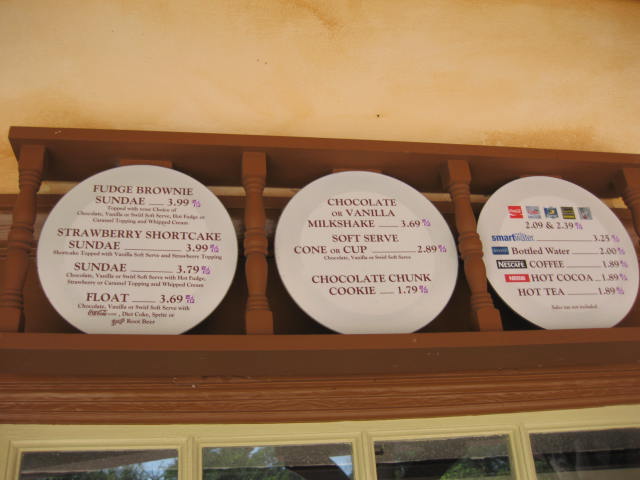 FUDGE BROWNIE
SUNDAE 3.99
Topped with your Choice of
Chocolate, Vanilla or Swirl Soft Serve, Hot Fudge or
Caramel Topping and Whipped Cream
STRAWBERRY SHORTCAKE
SUNDAE 3.99
Shortcake Topped with Vanilla Soft Serve and Strawberry Topping
SUNDAE 3.79
Chocolate, Vanilla or Swirl Soft Serve with Hot Fudge,
Strawberry or Caramel Topping and Whipped Cream
FLOAT 3.69
Chocolate, Vanilla or Swirl Soft Serve with
Coca-Cola, Diet Coke, Sprite or
Root Beer
CHOCOLATE
OR VANILLA
MILKSHAKE 3.69
SOFT SERVE
CONE OR CUP 2.89
Chocolate, Vanilla or Swirl Soft Serve
CHOCOLATE CHUNK
COOKIE 1.79
2.09 & 2.39
smartwater 3.25
Bottled Water 2.00
NESCAFÉ COFFEE 1.89
NESTLE HOT COCOA 1.89
HOT TEA 1.89
Sales tax not included.